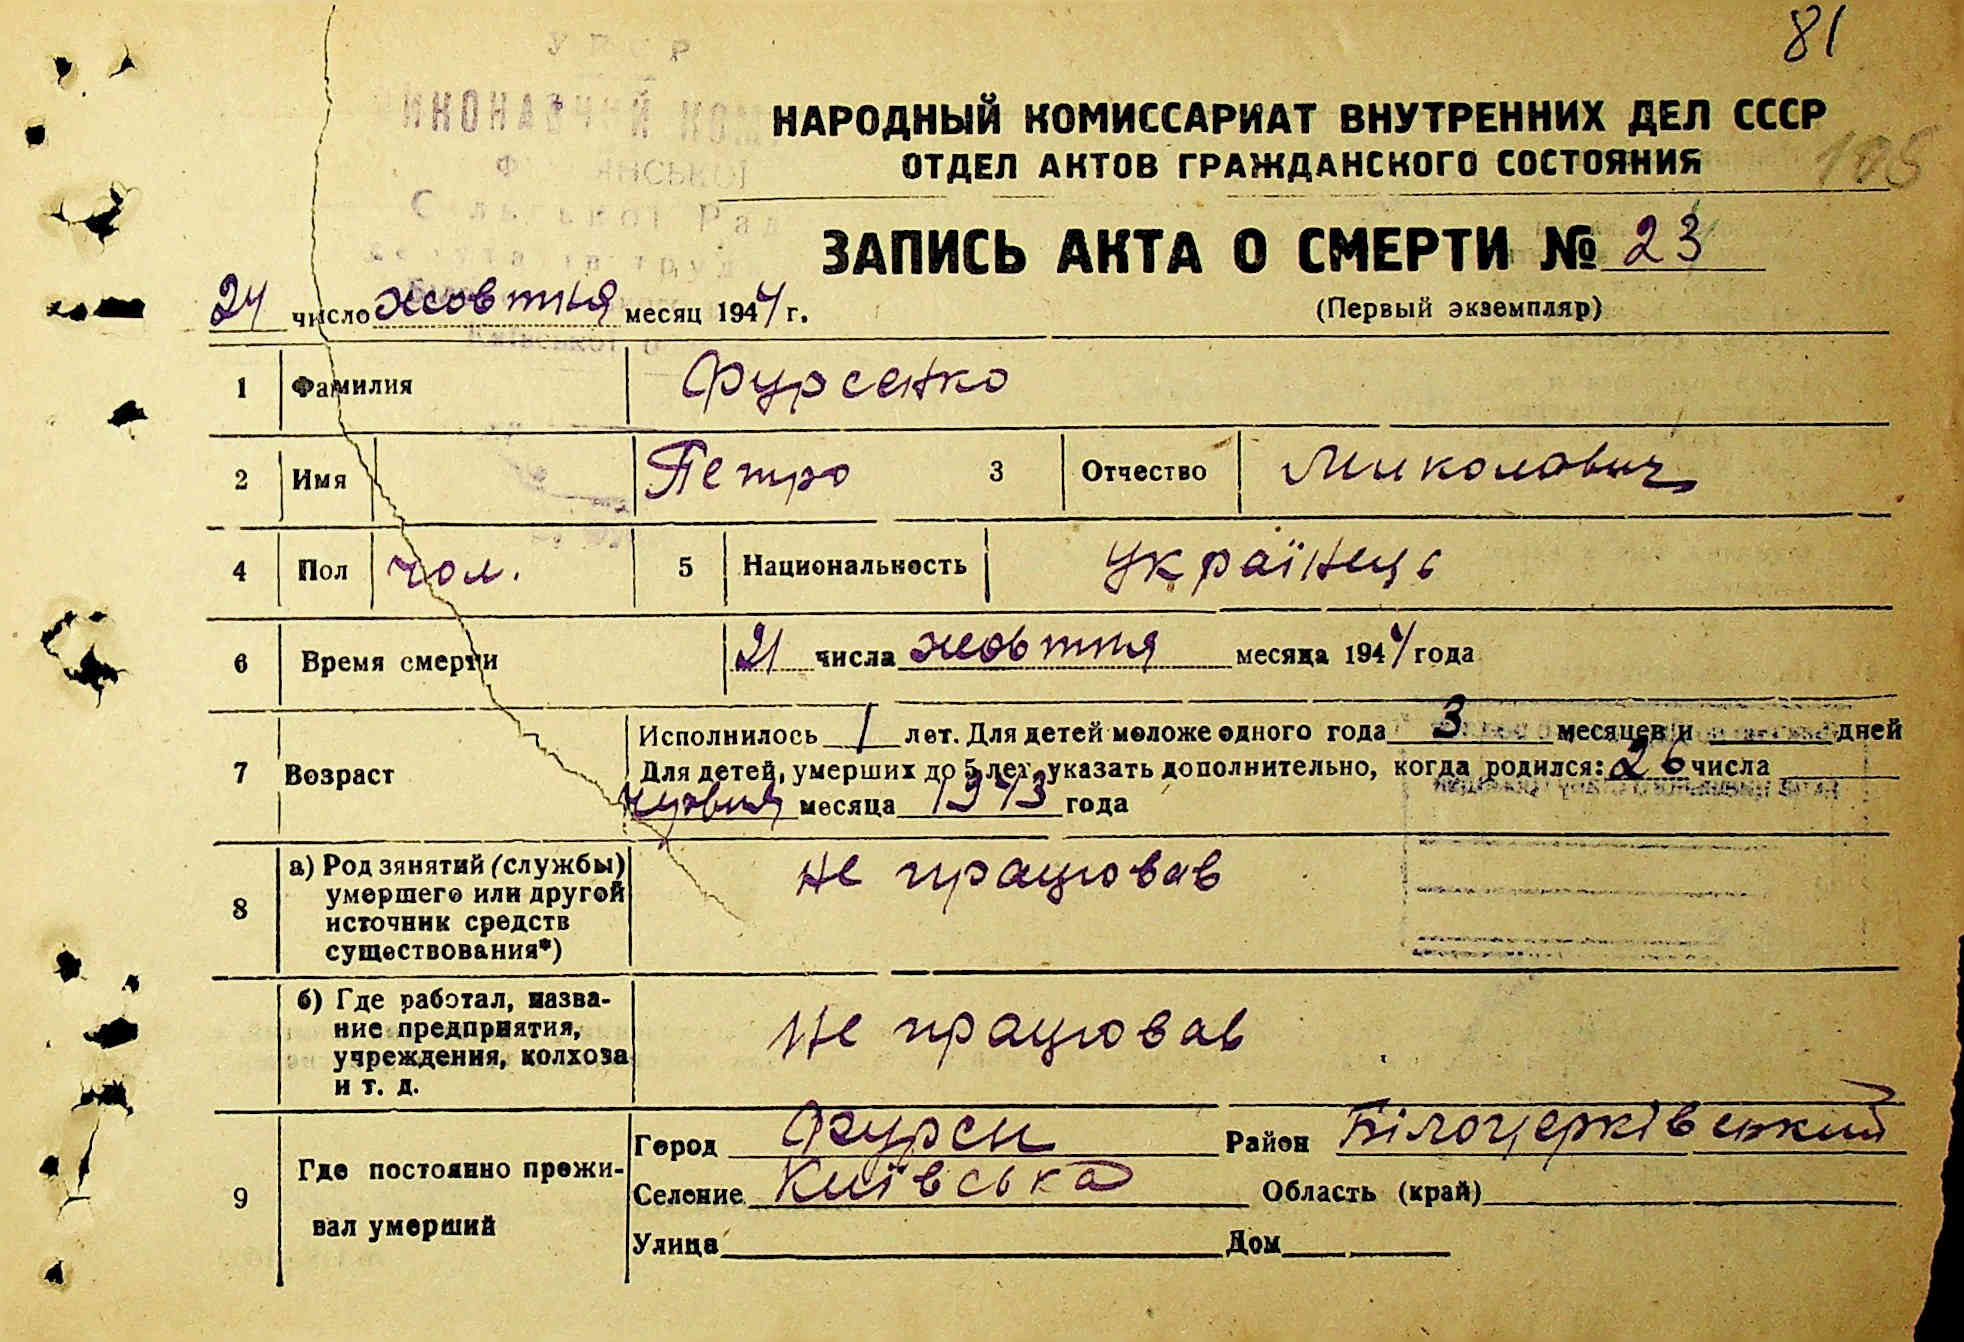 81
У Р С Р
НАРОДНЫЙ КОМИССАРИАТ ВНУТРЕННИХ ДЕЛ СССР
105
ОТДЕЛ АКТОВ ГРАЖДАНСКОГО СОСТОЯНИЯ
ЗАПИСЬ АКТА О СМЕРТИ № 23
(Первый экземпляр)
24 число жовтня месяц 1944 г.
1 Фамилия Фурсенко
2 Имя Петро 3 Отчество Миколович
4 Пол чол. 5 Национальность Українець
6 Время смерти 21 числа жовтня месяца 1944 года
7 Возраст
Исполнилось 1 лет. Для детей моложе одного года 3 месяцев и дней
Для детей, умерших до 5 лет, указать дополнительно, когда родился: 26 числа
червня месяца 1943 года
8 а) Род занятий (службы) умершего или другой источник средств существования*) Не працював
б) Где работал, название предприятия, учреждения, колхоза и т. д. Не працював
9 Где постоянно проживал умерший
Город Фурси Район Білоцерківський
Селение Київська Область (край)
Улица Дом